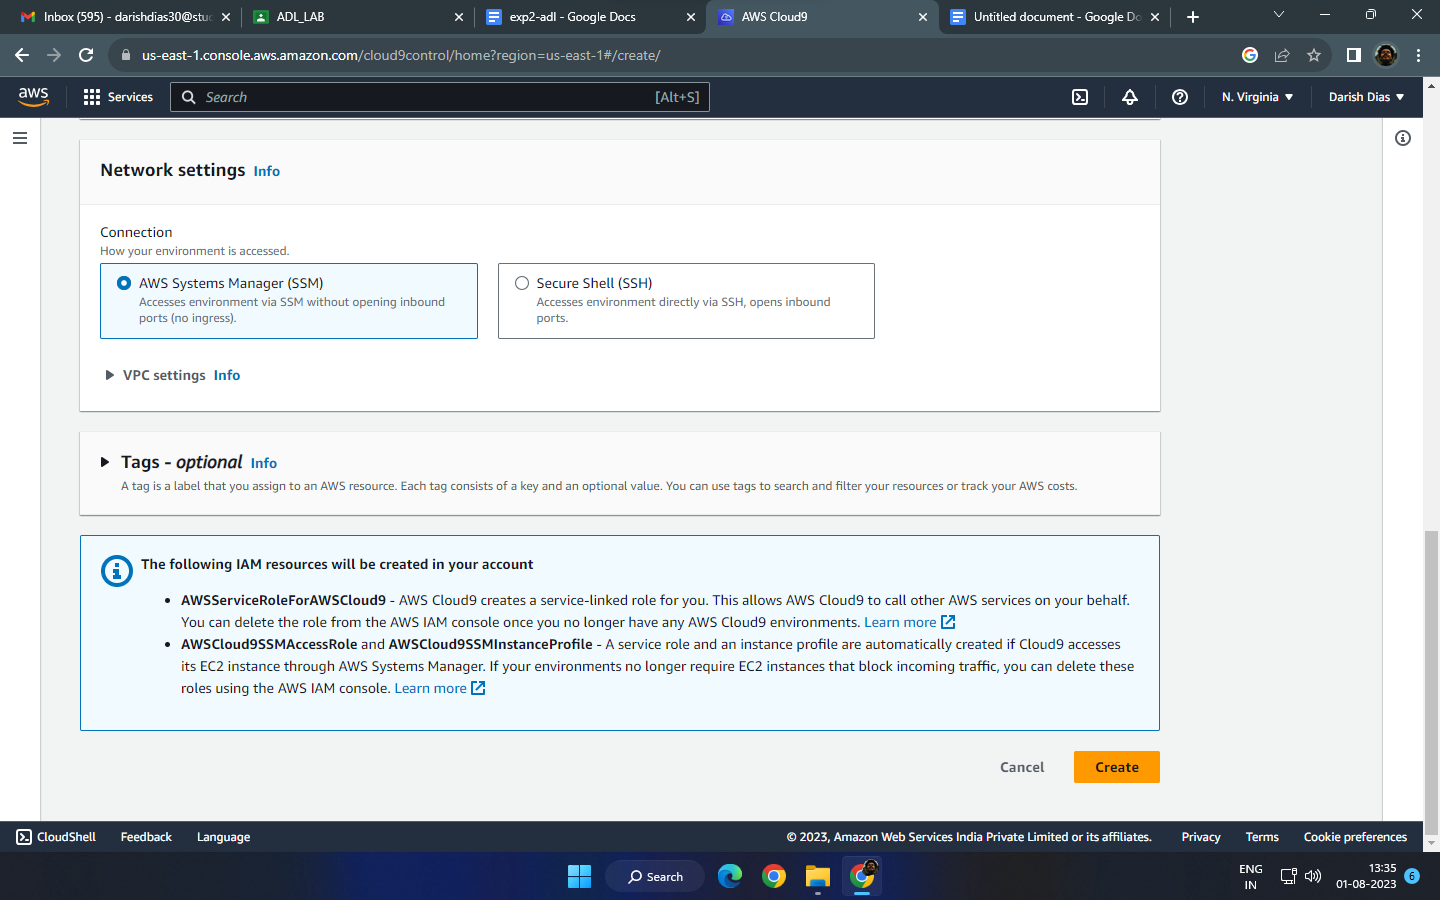 Inbox (595) - darishdias30@stu
ADL_LAB
exp2-adl - Google Docs
AWS Cloud9
Untitled document - Google Do
us-east-1.console.aws.amazon.com/cloud9control/home?region=us-east-1#/create/
aws
Services
Search
[Alt+S]
N. Virginia
Darish Dias
Network settings Info
Connection
How your environment is accessed.
AWS Systems Manager (SSM)
Accesses environment via SSM without opening inbound
ports (no ingress).
Secure Shell (SSH)
Accesses environment directly via SSH, opens inbound
ports.
VPC settings Info
Tags - optional Info
A tag is a label that you assign to an AWS resource. Each tag consists of a key and an optional value. You can use tags to search and filter your resources or track your AWS costs.
The following IAM resources will be created in your account
• AWSServiceRoleForAWSCloud9 - AWS Cloud9 creates a service-linked role for you. This allows AWS Cloud9 to call other AWS services on your behalf.
You can delete the role from the AWS IAM console once you no longer have any AWS Cloud9 environments. Learn more
• AWSCloud9SSMAccessRole and AWSCloud9SSMInstanceProfile - A service role and an instance profile are automatically created if Cloud9 accesses
its EC2 instance through AWS Systems Manager. If your environments no longer require EC2 instances that block incoming traffic, you can delete these
roles using the AWS IAM console. Learn more
Cancel
Create
CloudShell
Feedback
Language
© 2023, Amazon Web Services India Private Limited or its affiliates.
Privacy
Terms
Cookie preferences
Search
ENG
IN
13:35
01-08-2023
6